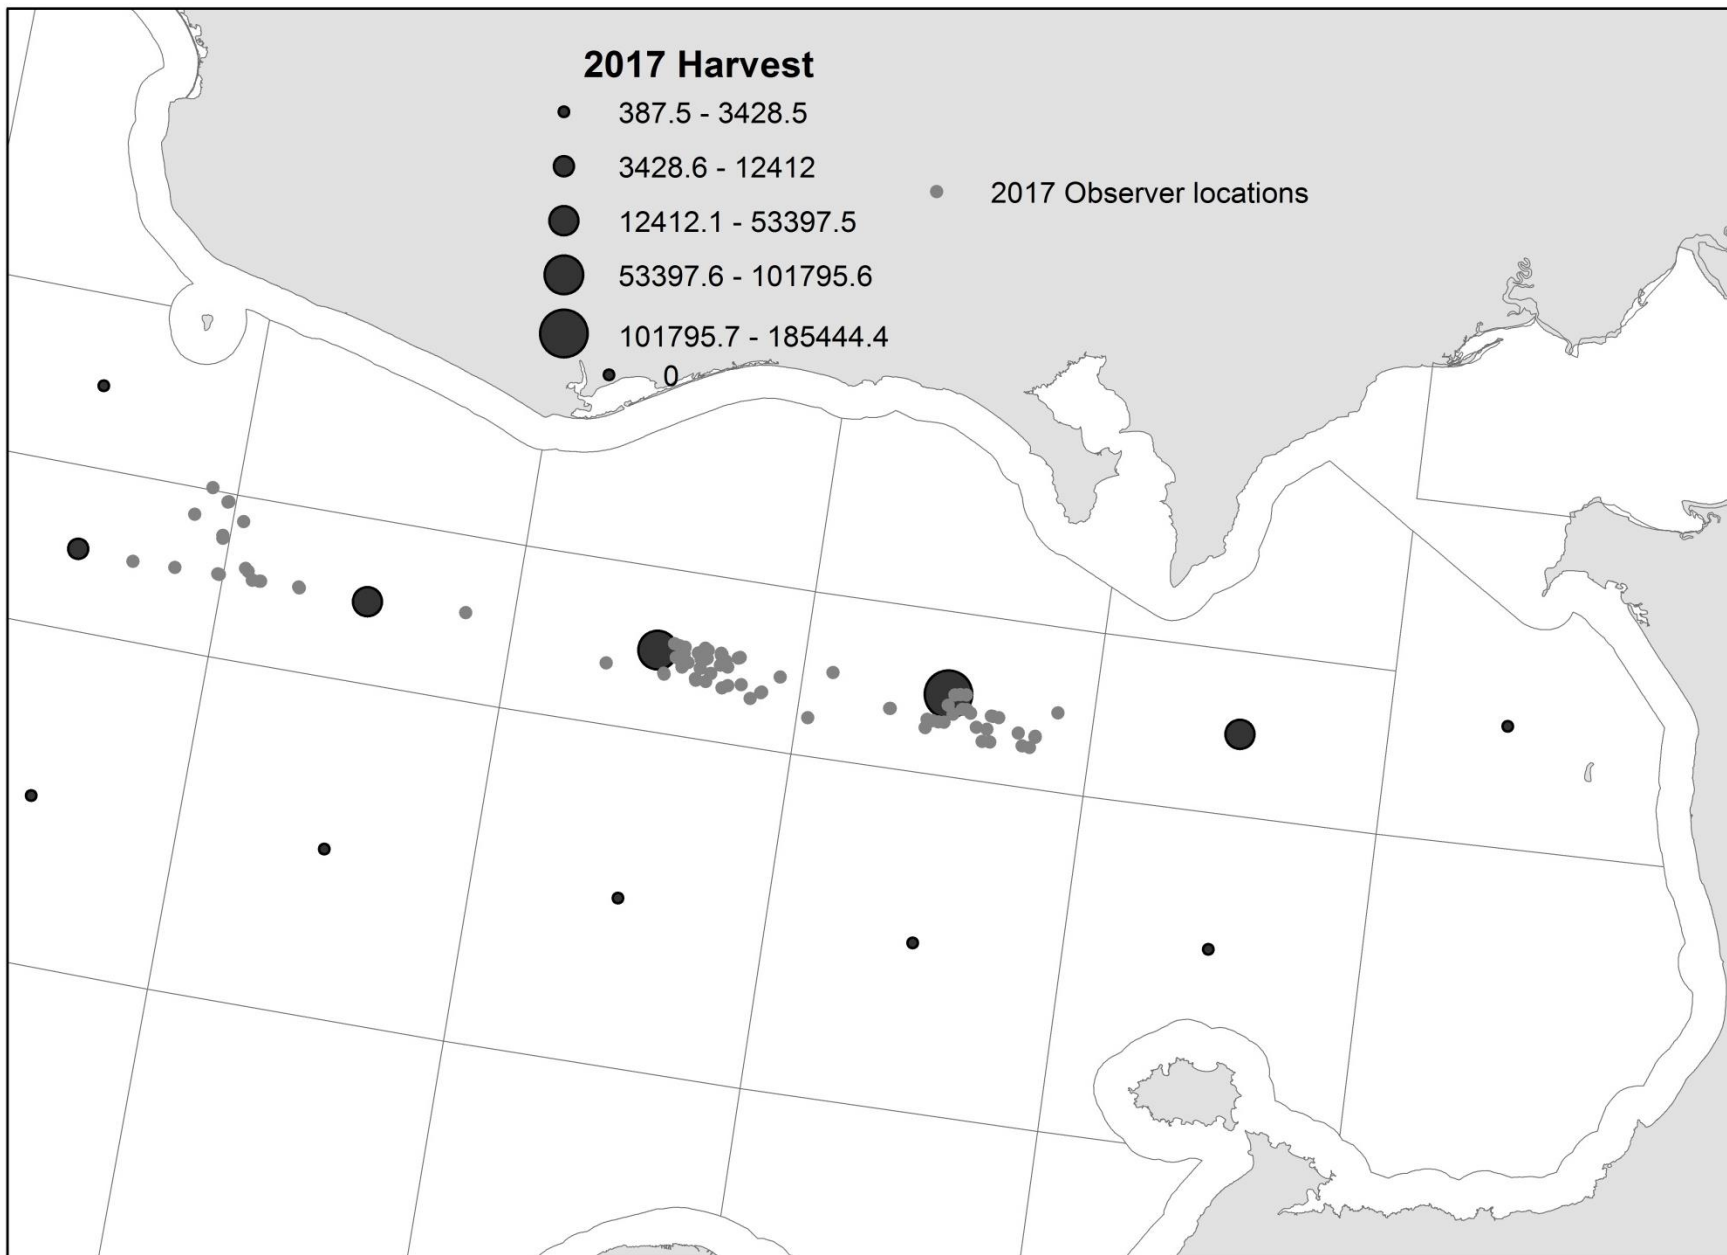 2017 Harvest
387.5 - 3428.5
3428.6 - 12412
2017 Observer locations
12412.1 - 53397.5
53397.6 - 101795.6
101795.7 - 185444.4
0